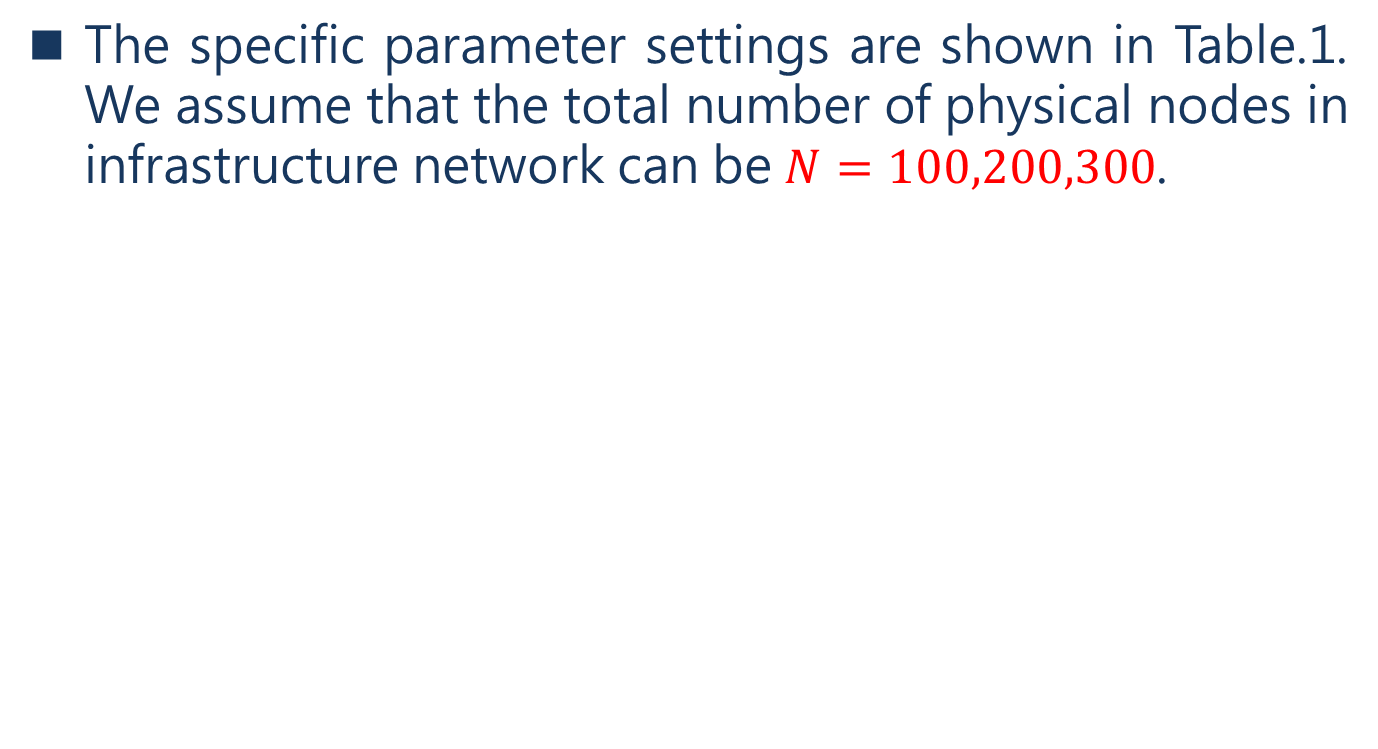 ■ The specific parameter settings are shown in Table.1.
We assume that the total number of physical nodes in
infrastructure network can be N = 100,200,300.